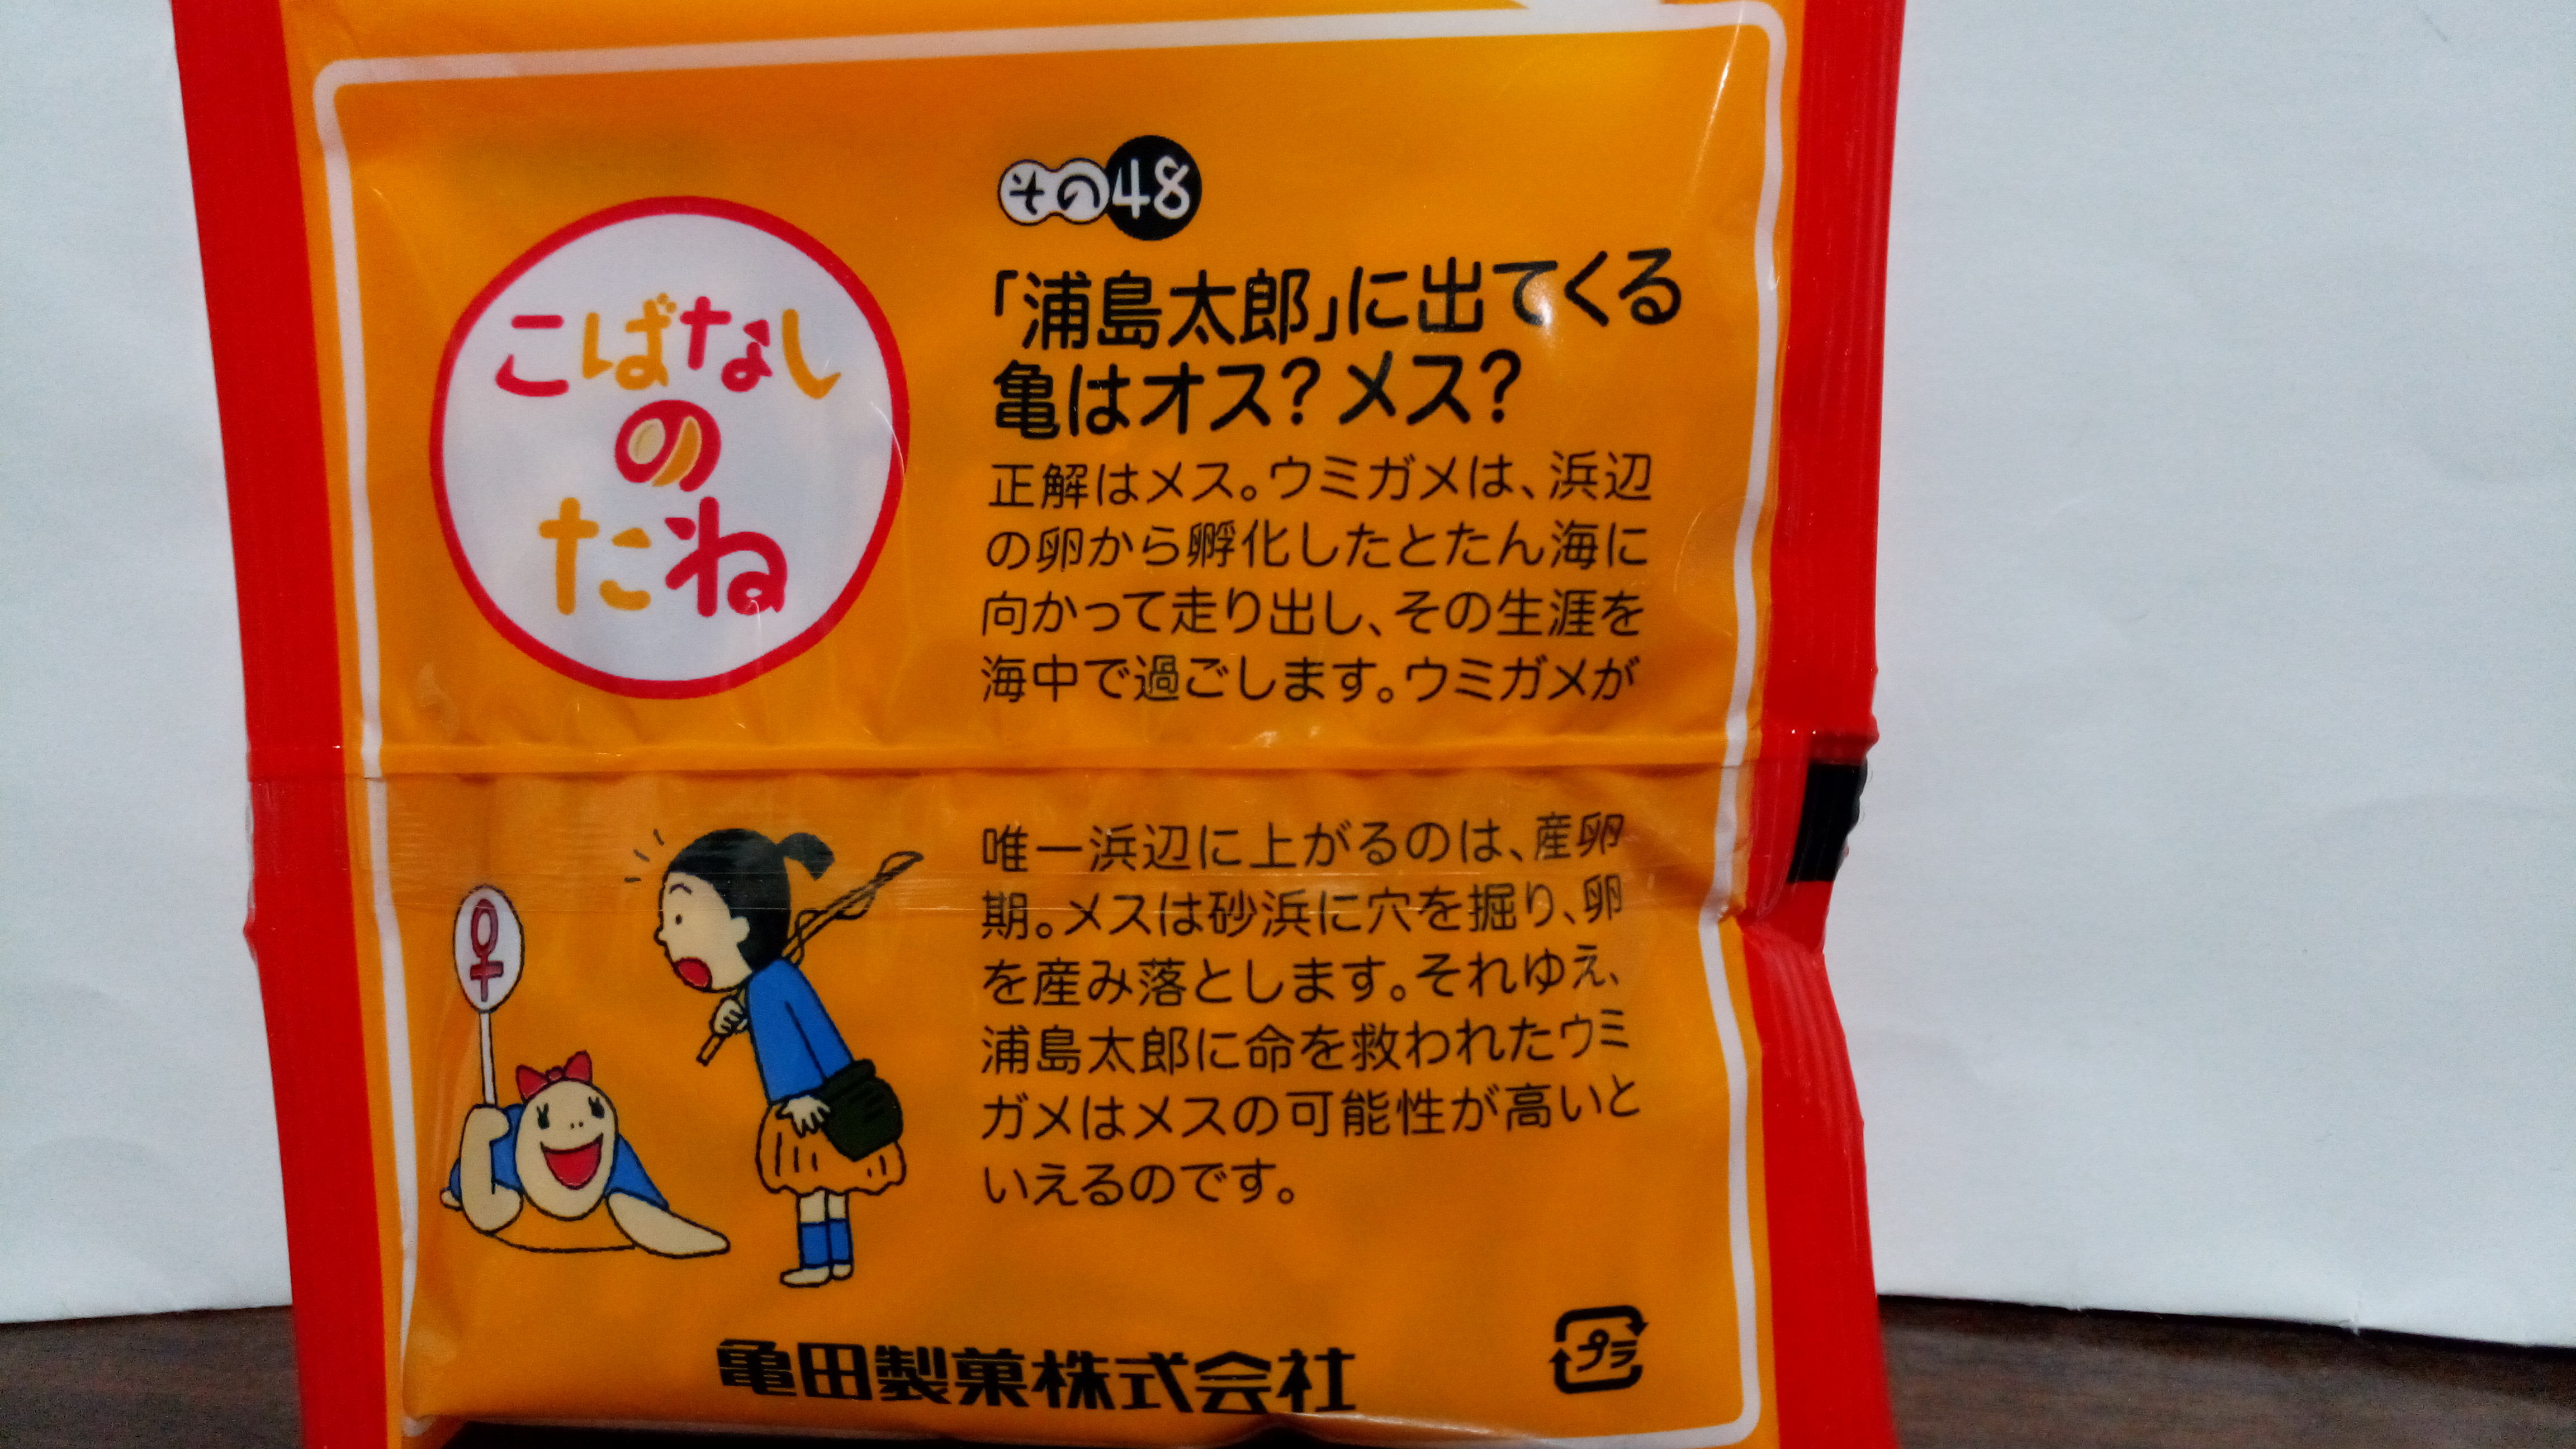 こばなし
の
たね
その48
「浦島太郎」に出てくる
亀はオス?メス?
正解はメス。ウミガメは、浜辺
の卵から孵化したとたん海に
向かって走り出し、その生涯を
海中で過ごします。ウミガメが
唯一浜辺に上がるのは、産卵
期。メスは砂浜に穴を掘り、卵
を産み落とします。それゆえ、
浦島太郎に命を救われたウミ
ガメはメスの可能性が高いと
いえるのです。
♀
亀田製菓株式会社
プラ